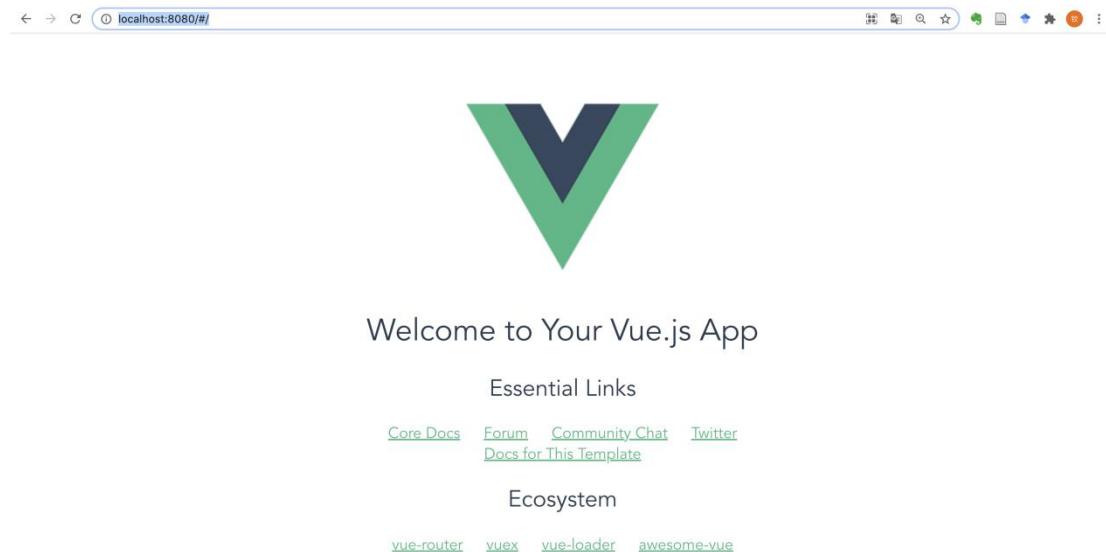 localhost:8080/#/
Welcome to Your Vue.js App
Essential Links
Core Docs Forum Community Chat Twitter
Docs for This Template
Ecosystem
vue-router vuex vue-loader awesome-vue